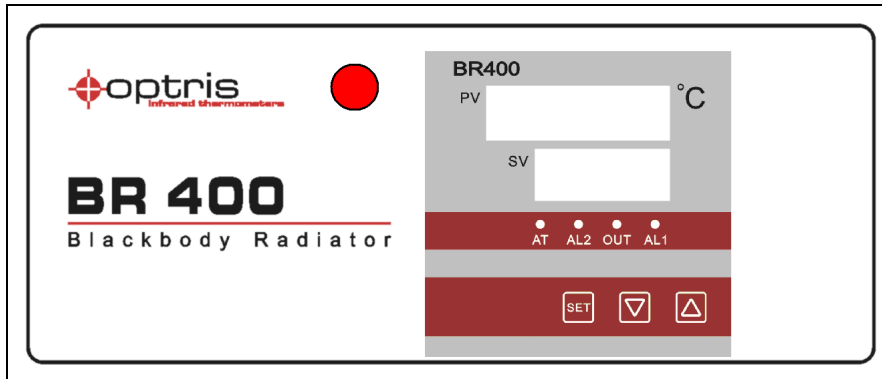 optris
infrared thermometers
BR 400
Blackbody Radiator
BR400
PV
°C
SV
AT AL2 OUT AL1
SET